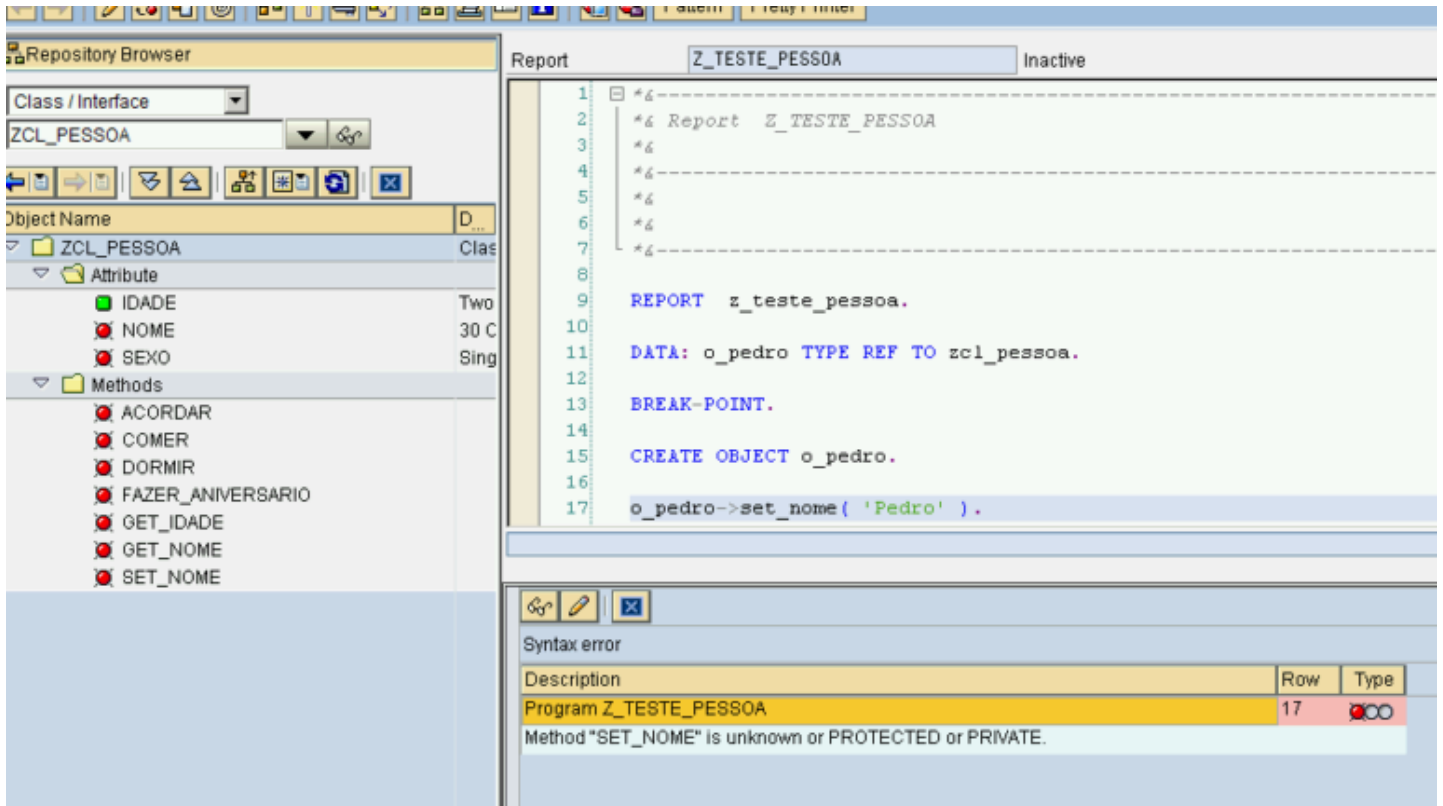 Pattern Pretty Printer
Repository Browser
Class / Interface
ZCL_PESSOA
Object Name D...
ZCL_PESSOA Clas
Attribute
IDADE Two
NOME 30 C
SEXO Sing
Methods
ACORDAR
COMER
DORMIR
FAZER_ANIVERSARIO
GET_IDADE
GET_NOME
SET_NOME
Report Z_TESTE_PESSOA Inactive
1 *&---------------------------------------------------------------------
2 *& Report Z_TESTE_PESSOA
3 *&
4 *&---------------------------------------------------------------------
5 *&
6 *&
7 *&---------------------------------------------------------------------
8
9 REPORT z_teste_pessoa.
10
11 DATA: o_pedro TYPE REF TO zcl_pessoa.
12
13 BREAK-POINT.
14
15 CREATE OBJECT o_pedro.
16
17 o_pedro->set_nome( 'Pedro' ).
Syntax error
Description Row Type
Program Z_TESTE_PESSOA 17
Method "SET_NOME" is unknown or PROTECTED or PRIVATE.